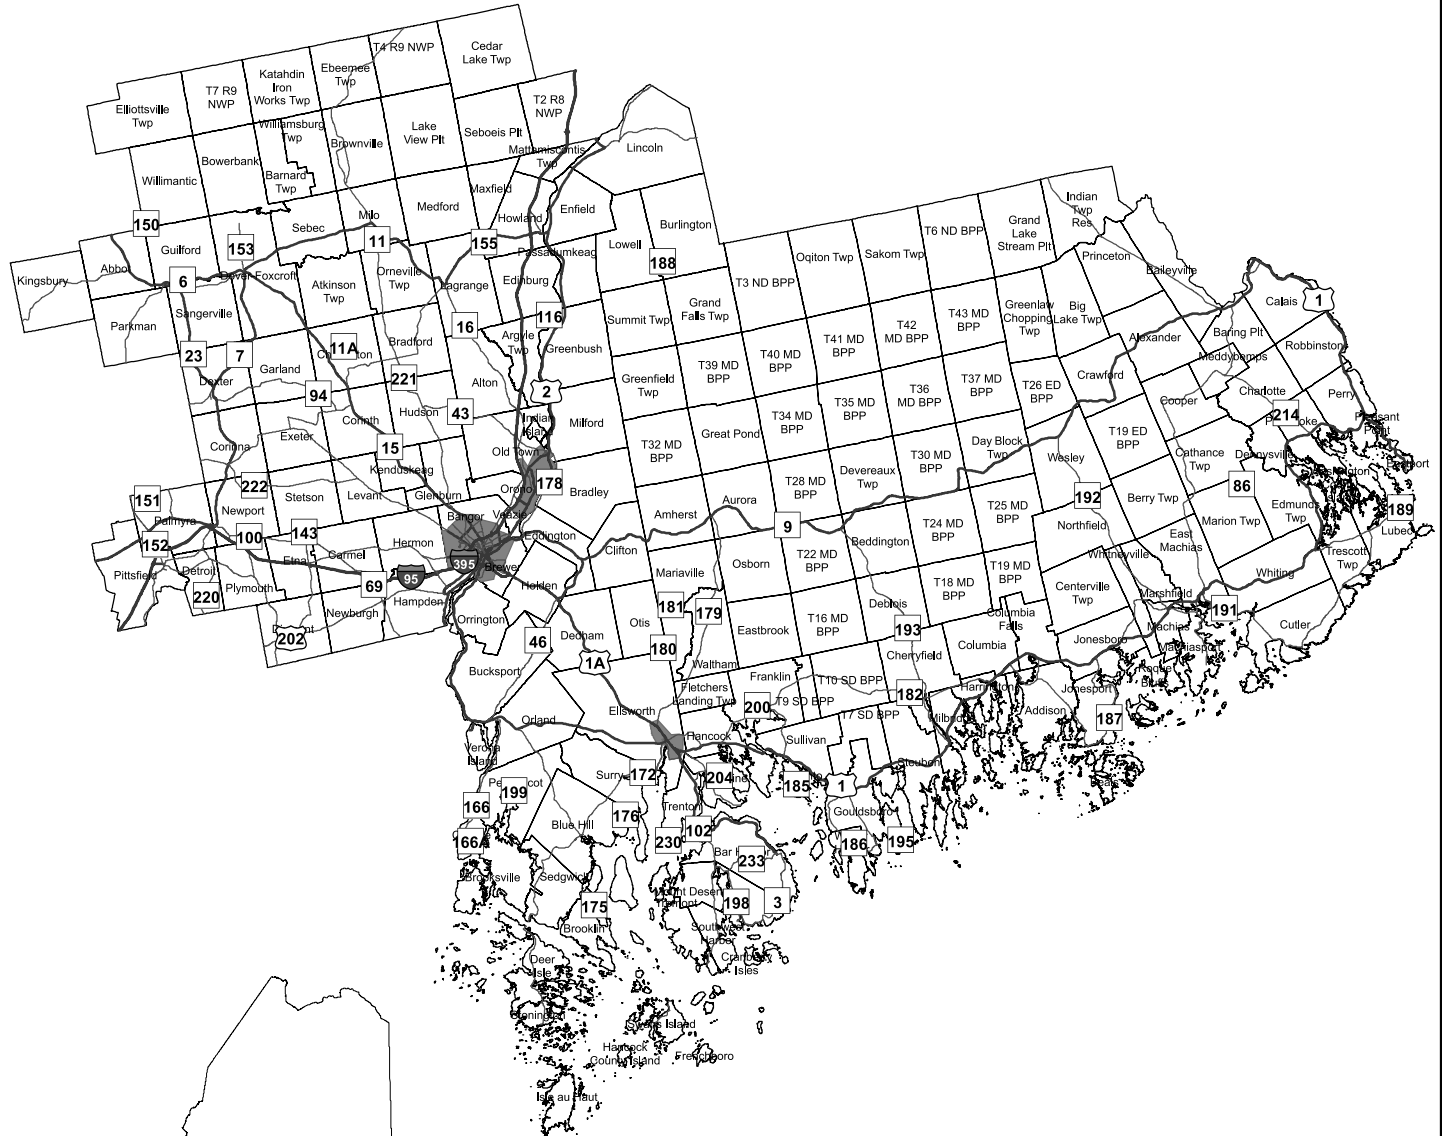 Cedar
Lake Twp
T4 R9 NWP
Ebeemee
Twp
Katahdin
Iron
Works Twp
T7 R9
NWP
Elliottsville
Twp
T2 R8
NWP
Seboeis Plt
Lake
View Plt
Williamsburg
Twp
Brownville
Mattamiscontis
Twp
Lincoln
Bowerbank
Barnard
Twp
Willimantic
Maxfield
Medford
Howland
Enfield
Milo
Sebec
Burlington
Lowell
150
Guilford
153
11
155
188
Passadumkeag
Kingsbury
Abbot
6
Dover-Foxcroft
Orneville
Twp
Atkinson
Twp
Lagrange
Edinburg
Indian
Twp
Res
Grand
Lake
Stream Plt
T6 ND BPP
Sakom Twp
Oqiton Twp
T3 ND BPP
Princeton
Baileyville
Grand
Falls Twp
Summit Twp
Parkman
Sangerville
16
116
Argyle
Twp
Greenbush
Bradford
11A
Garland
23
7
Dexter
94
221
Alton
43
Hudson
2
Corinth
Exeter
Corinna
15
Kenduskeag
Indian
Island
Old Town
Milford
Greenfield
Twp
T39 MD
BPP
T40 MD
BPP
T41 MD
BPP
T42
MD BPP
T43 MD
BPP
Greenlaw
Chopping
Twp
Big
Lake Twp
Alexander
Crawford
Calais
1
Baring Plt
Robbinston
Meddybemps
Charlotte
Perry
214
Cooper
T26 ED
BPP
T37 MD
BPP
T36
MD BPP
T35 MD
BPP
T34 MD
BPP
Great Pond
T32 MD
BPP
Day Block
Twp
T19 ED
BPP
Wesley
T30 MD
BPP
Devereaux
Twp
T28 MD
BPP
Cathance
Twp
Dennysville
86
Edmunds
Twp
189
Lubec
192
Berry Twp
Marion Twp
Northfield
East
Machias
Trescott
Twp
Whiting
Whitneyville
Marshfield
191
Machias
Machiasport
Cutler
Roque
Bluffs
Jonesboro
Centerville
Twp
T25 MD
BPP
T24 MD
BPP
T19 MD
BPP
T18 MD
BPP
Columbia
Falls
Columbia
Beddington
9
Aurora
Amherst
T22 MD
BPP
Osborn
Deblois
193
T16 MD
BPP
Eastbrook
Mariaville
Clifton
178
Bradley
Orono
Veazie
Glenburn
Levant
Bangor
Eddington
Stetson
222
Newport
151
Palmyra
152
100
143
Hermon
Etna
Carmel
395
Brewer
95
69
Holden
Detroit
Plymouth
220
Pittsfield
Hampden
Newburgh
202
Orrington
46
Dedham
Otis
181
179
180
1A
Bucksport
Waltham
Cherryfield
182
Franklin
T10 SD BPP
T9 SD BPP
Fletchers
Landing Twp
200
T7 SD BPP
Harrington
Milbridge
Addison
Jonesport
187
Beals
Ellsworth
Orland
Hancock
Sullivan
Steuben
Verona
Island
Surry
172
204
185
1
199
166
Trenton
176
Blue Hill
Gouldsboro
166A
230
102
186
195
233
Brooksville
Sedgwick
Mount Desert
Tremont
198
3
175
Brooklin
Southwest
Harbor
Cranberry
Isles
Deer
Isle
Stonington
Swans Island
Hancock
County Island
Frenchboro
Isle au Haut